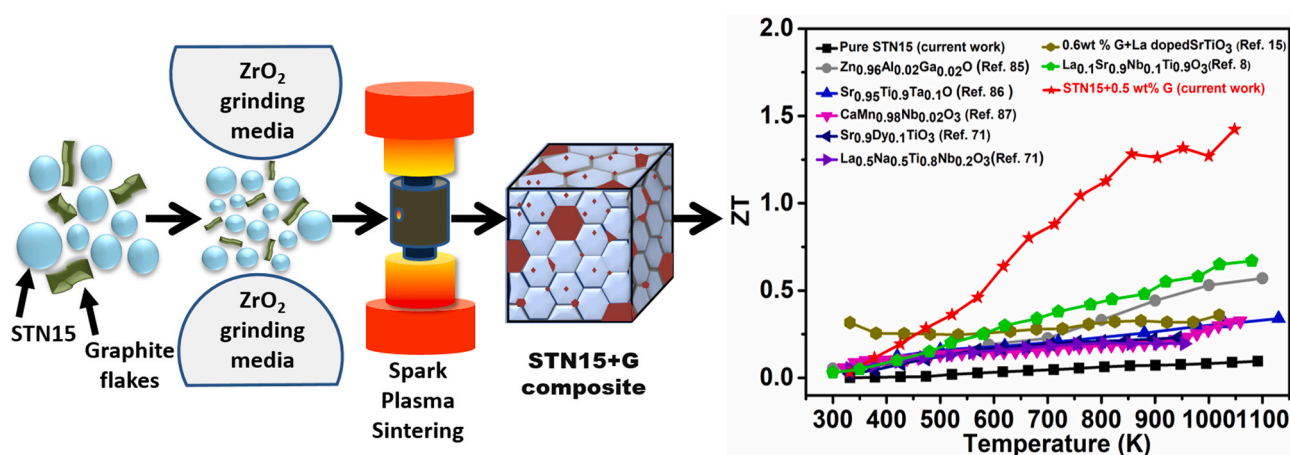 ZrO2
grinding
media
STN15
Graphite
flakes
ZrO2
grinding
media
Spark
Plasma
Sintering
STN15+G
composite
ZT
2.0
1.5
1.0
0.5
0.0
Pure STN15 (current work)
Zn0.96Al0.02Ga0.02O (Ref. 85)
Sr0.95Ti0.9Ta0.1O (Ref. 86 )
CaMn0.98Nb0.02O3 (Ref. 87)
Sr0.9Dy0.1TiO3 (Ref. 71)
La0.5Na0.5Ti0.8Nb0.2O3(Ref. 71)
0.6wt % G+La dopedSrTiO3 (Ref. 15)
La0.1Sr0.9Nb0.1Ti0.9O3(Ref. 8)
STN15+0.5 wt% G (current work)
300 400 500 600 700 800 900 1000 1100
Temperature (K)